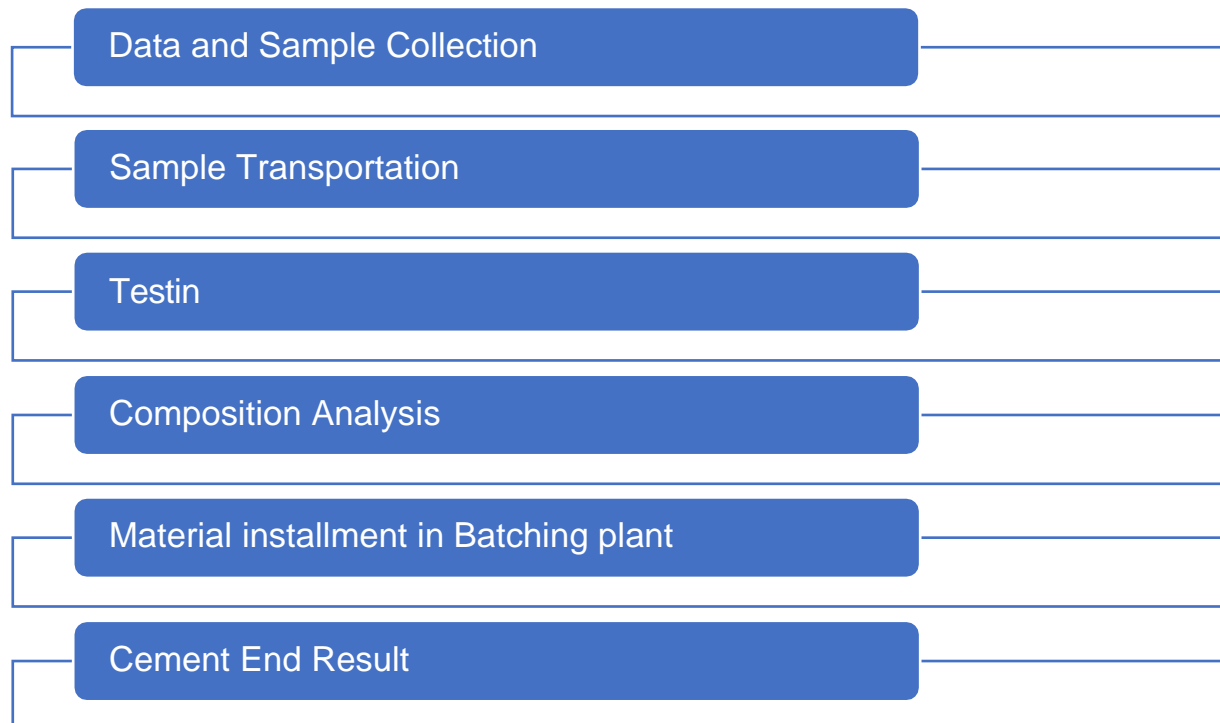 Data and Sample Collection
Sample Transportation
Testin
Composition Analysis
Material installment in Batching plant
Cement End Result